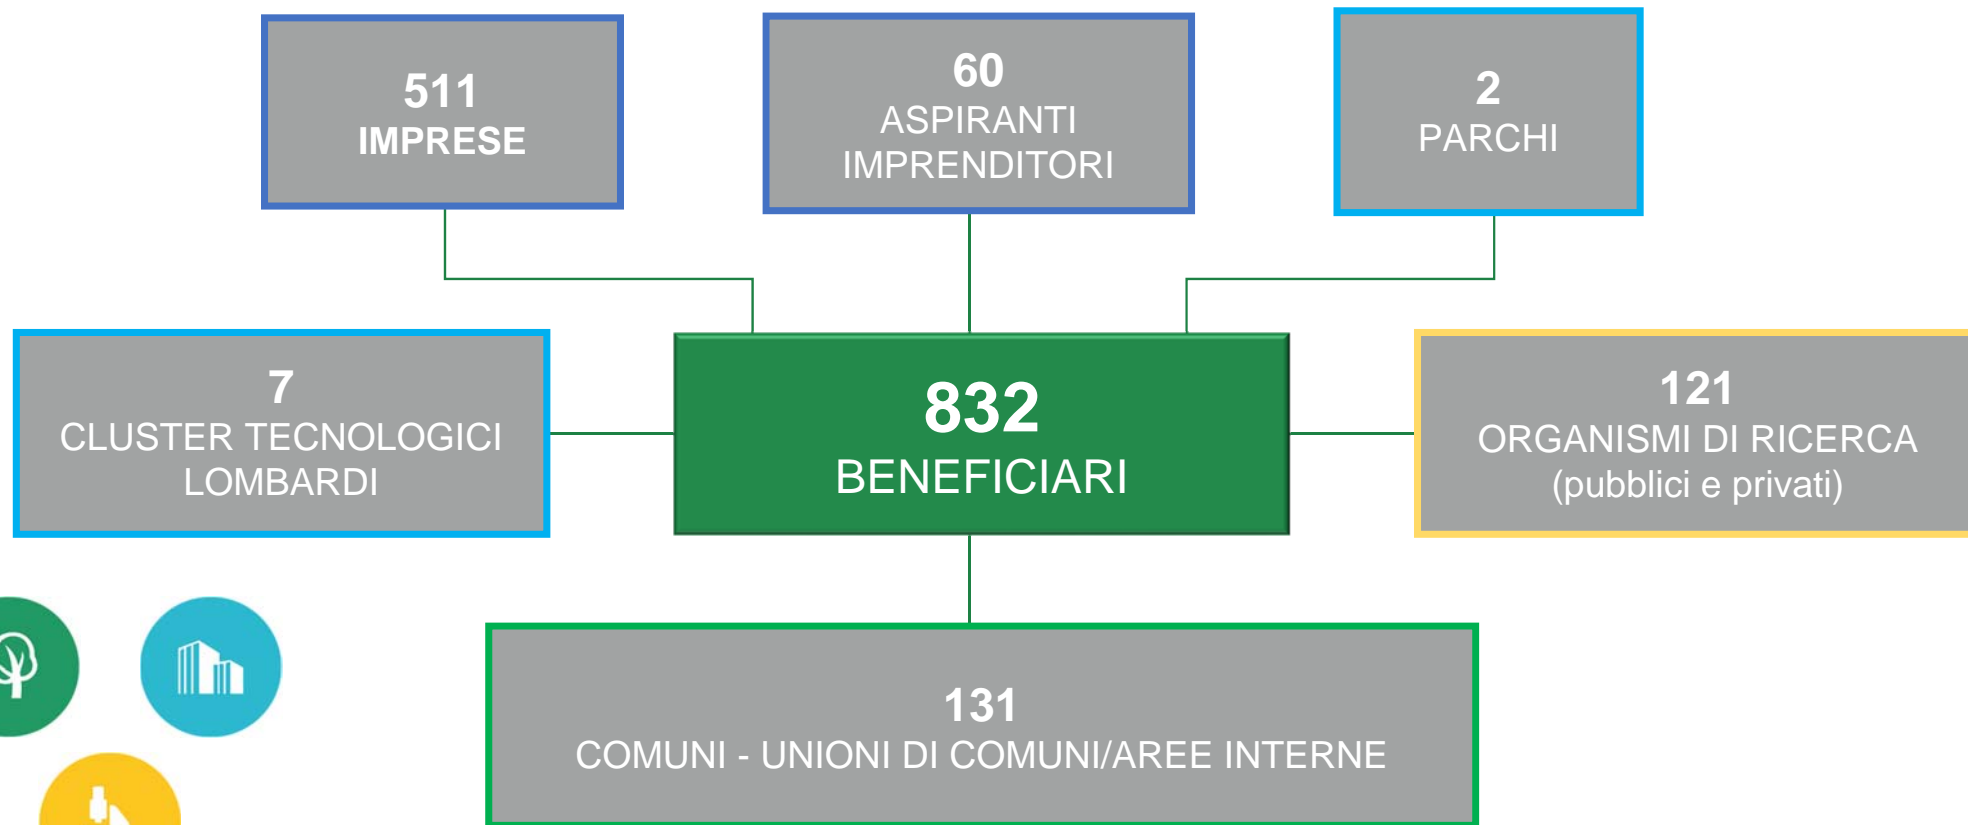 511
IMPRESE
60
ASPIRANTI
IMPRENDITORI
2
PARCHI
7
CLUSTER TECNOLOGICI
LOMBARDI
832
BENEFICIARI
121
ORGANISMI DI RICERCA
(pubblici e privati)
131
COMUNI - UNIONI DI COMUNI/AREE INTERNE